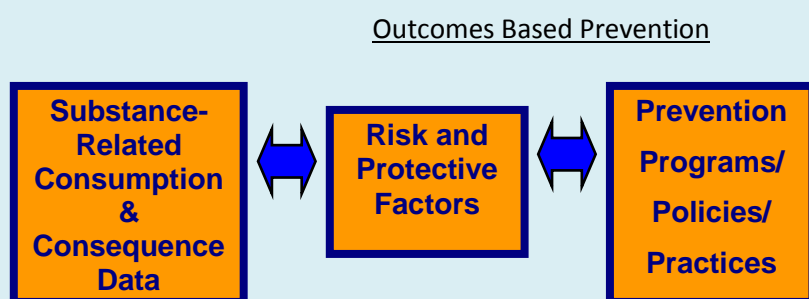 Outcomes Based Prevention
Substance-
Related
Consumption
&
Consequence
Data
Risk and
Protective
Factors
Prevention
Programs/
Policies/
Practices